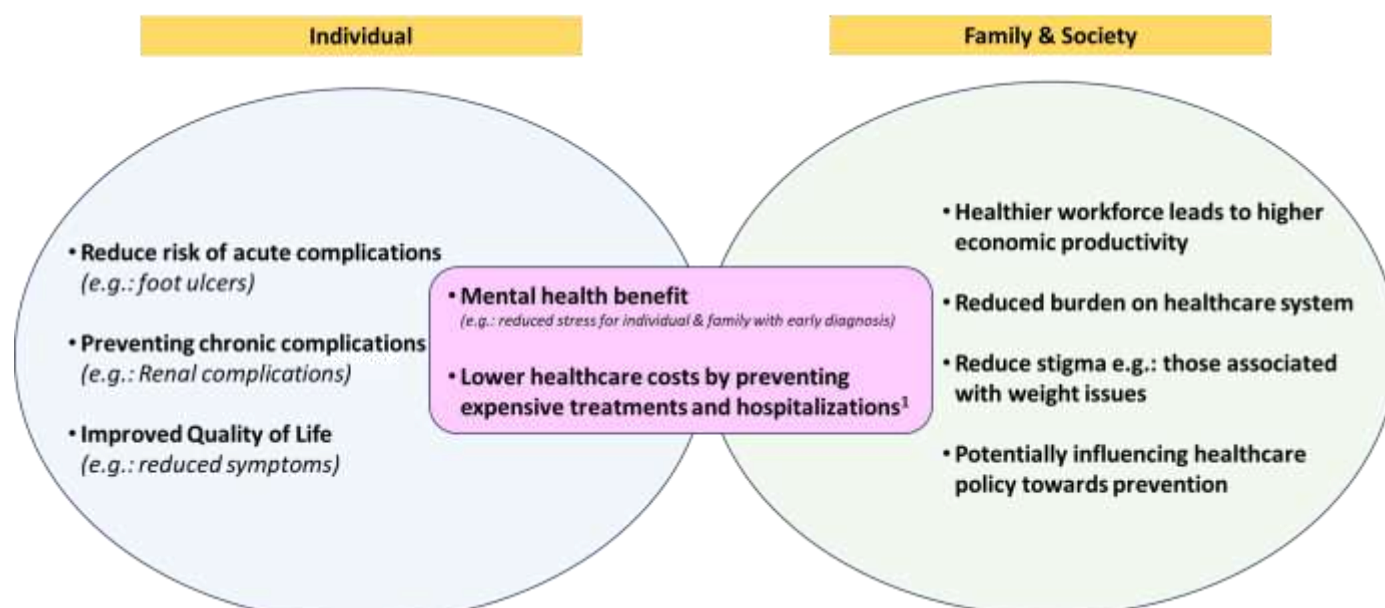 Individual
Family & Society
• Reduce risk of acute complications
(e.g.: foot ulcers)
• Preventing chronic complications
(e.g.: Renal complications)
• Improved Quality of Life
(e.g.: reduced symptoms)
• Mental health benefit
(e.g.: reduced stress for individual & family with early diagnosis)
• Lower healthcare costs by preventing
expensive treatments and hospitalizations¹
• Healthier workforce leads to higher
economic productivity
• Reduced burden on healthcare system
• Reduce stigma e.g.: those associated
with weight issues
• Potentially influencing healthcare
policy towards prevention